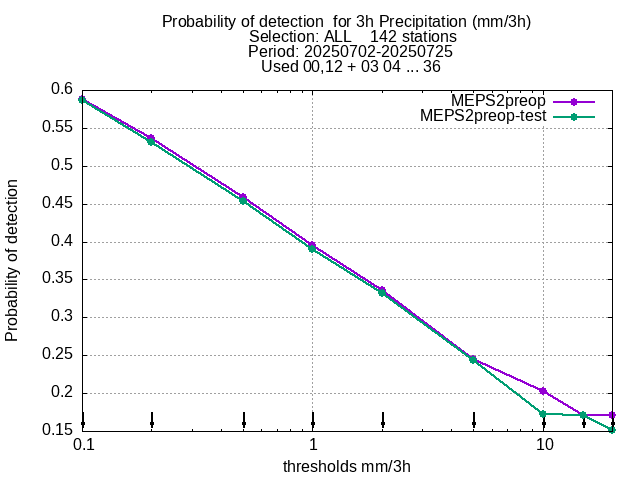 Probability of detection  for 3h Precipitation (mm/3h)
Selection: ALL    142 stations
Period: 20250702-20250725
Used 00,12 + 03 04 ... 36
MEPS2preop
MEPS2preop-test
Probability of detection
0.6
0.55
0.5
0.45
0.4
0.35
0.3
0.25
0.2
0.15
0.1
1
10
thresholds mm/3h